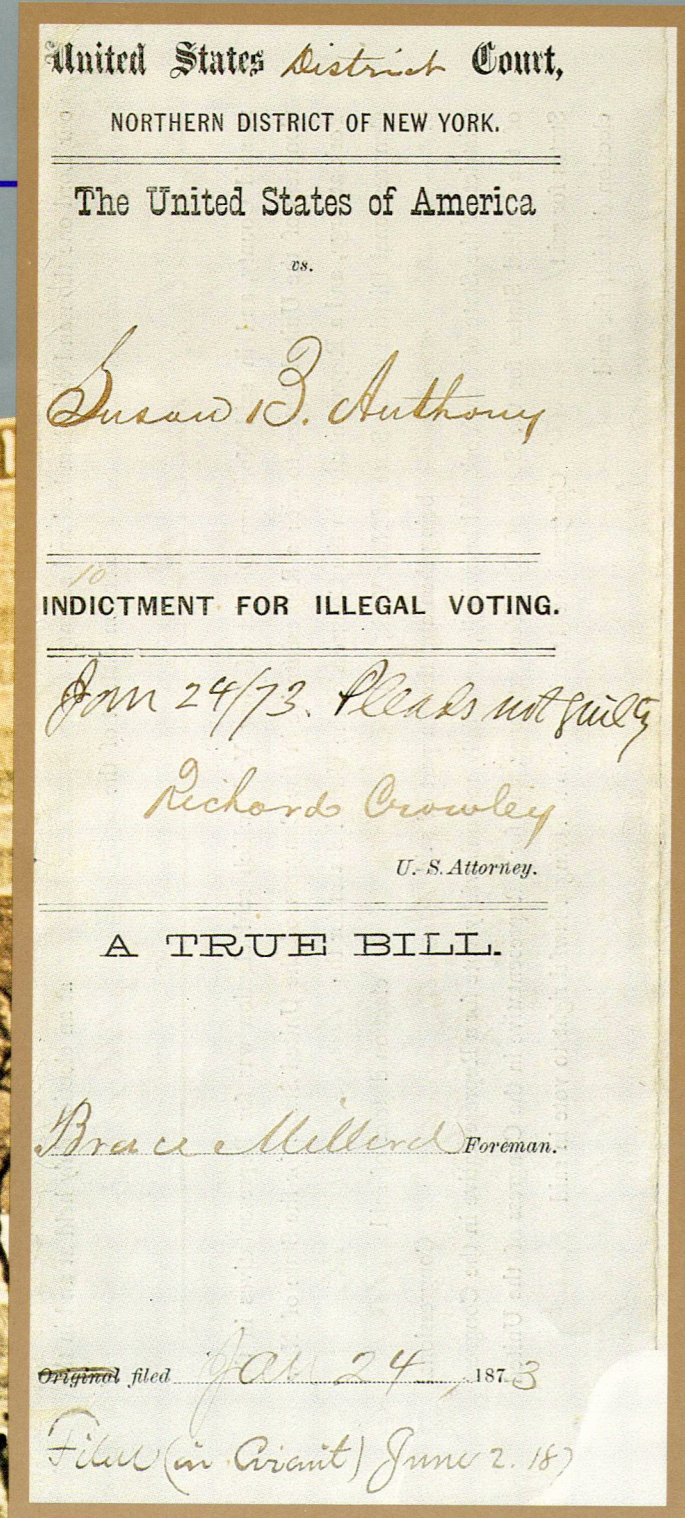 United States District Court,
NORTHERN DISTRICT OF NEW YORK.
The United States of America
vs.
Susan B. Anthony
10
INDICTMENT FOR ILLEGAL VOTING.
Jan 24/73. Pleads not guilty
Richard Crowley
U. S. Attorney.
A TRUE BILL.
Brace Millerd Foreman.
Original filed Jan 24, 1873
Filed (in Circuit) June 2. 187